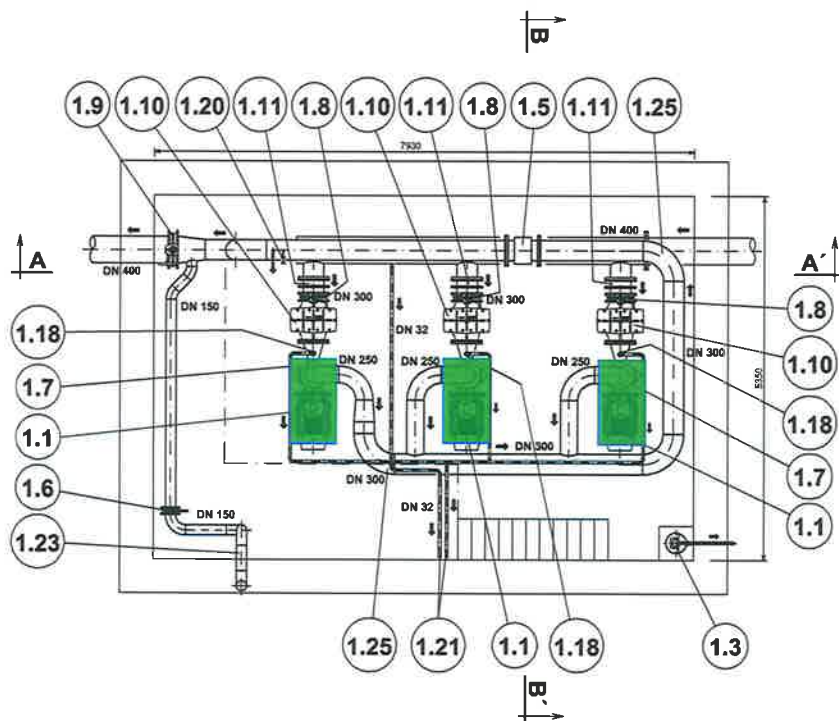 B
1.9
1.10
1.20
1.11
1.8
1.10
1.11
1.8
1.5
1.11
1.25
7930
DN 400
A
A´
DN 400
DN 150
DN 300
DN 300
1.8
1.18
DN 32
DN 300
DN 250
DN 250
DN 250
1.10
5350
1.7
1.18
1.1
1.7
DN 300
DN 300
1.6
DN 150
DN 32
1.1
1.23
1.25
1.21
1.1
1.18
1.3
B´